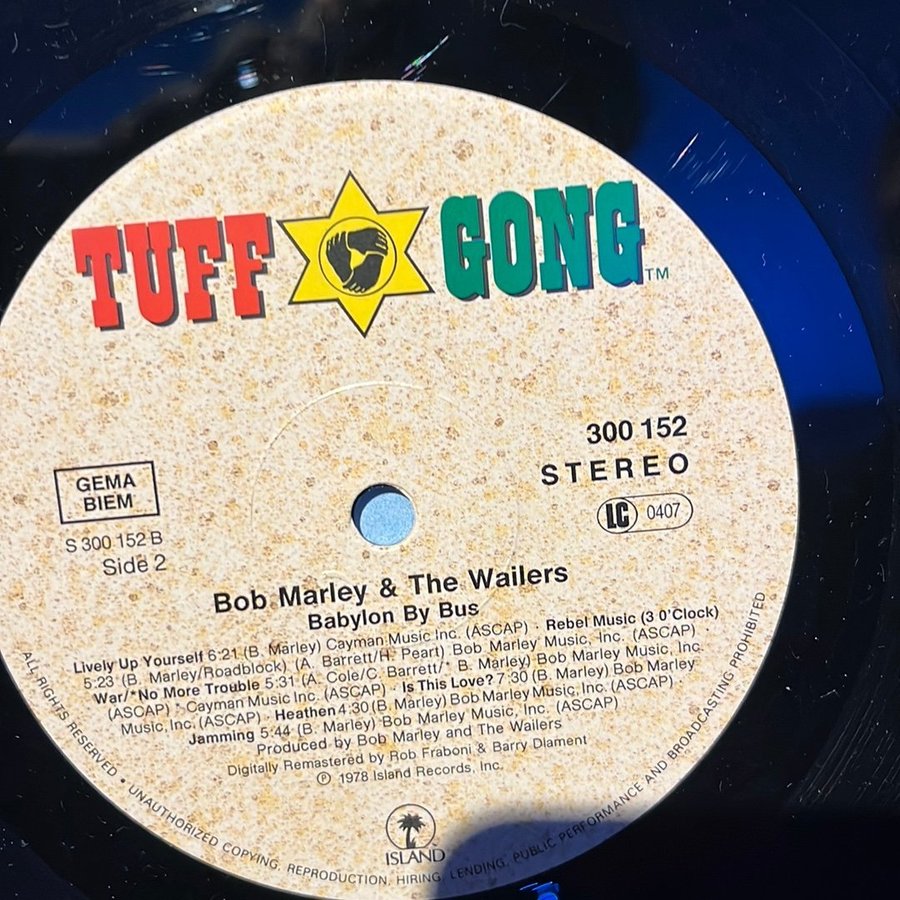 TUFF GONG TM
300 152
STEREO
GEMA
BIEM
LC 0407
S 300 152 B
Side 2
Bob Marley & The Wailers
Babylon By Bus
Lively Up Yourself 6:21 (B. Marley) Cayman Music Inc. (ASCAP) · Rebel Music (3 0'Clock)
5:23 (B. Marley/Roadblock) (A. Barrett/H. Peart) Bob Marley Music, Inc. (ASCAP) ·
War/*No More Trouble 5:31 (A. Cole/C. Barrett/* B. Marley) Bob Marley Music, Inc.
(ASCAP) * Cayman Music Inc. (ASCAP) · Is This Love? 7:30 (B. Marley) Bob Marley
Music, Inc. (ASCAP) · Heathen 4:30 (B. Marley) Bob Marley Music, Inc. (ASCAP)
Jamming 5:44 (B. Marley) Bob Marley Music, Inc. (ASCAP)
Produced by Bob Marley and The Wailers
Digitally Remastered by Rob Fraboni & Barry Diament
Ⓟ 1978 Island Records, Inc.
ISLAND
ALL RIGHTS RESERVED • UNAUTHORIZED COPYING, REPRODUCTION, HIRING, LENDING, PUBLIC PERFORMANCE AND BROADCASTING PROHIBITED